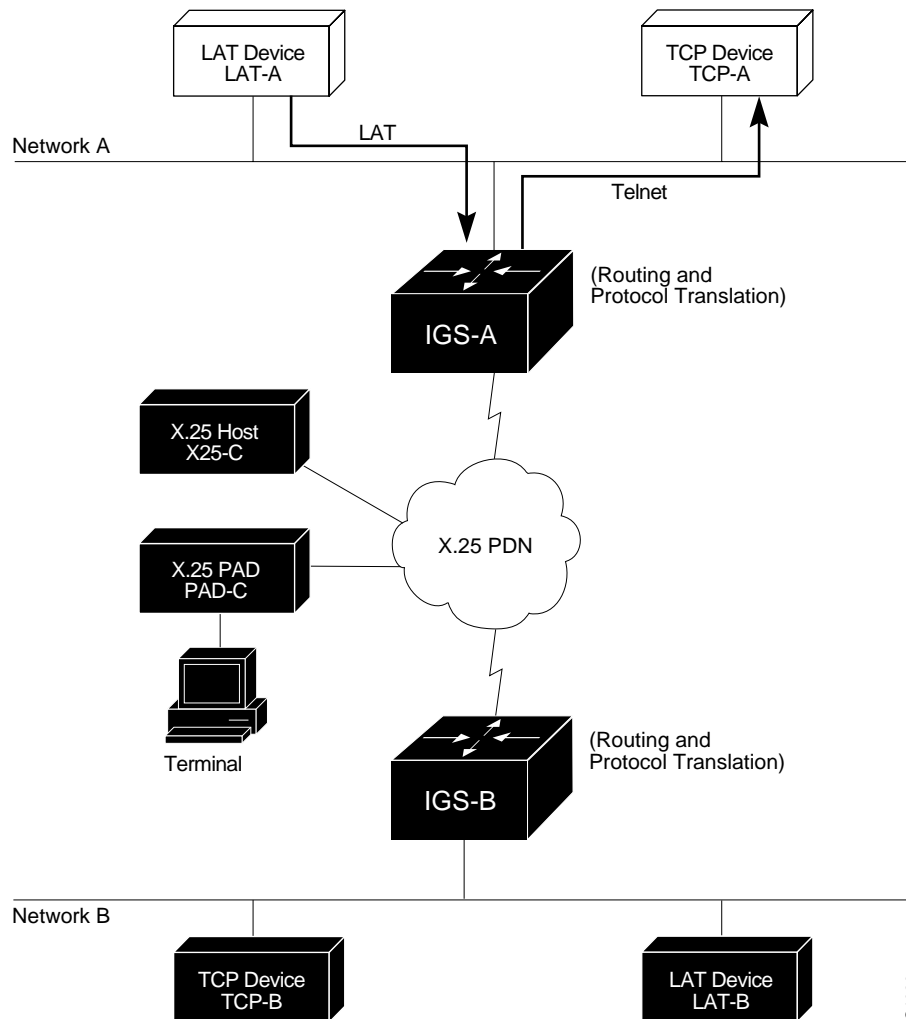 LAT Device
LAT-A
TCP Device
TCP-A
LAT
Network A
Telnet
(Routing and
Protocol Translation)
IGS-A
X.25 Host
X25-C
X.25 PDN
X.25 PAD
PAD-C
Terminal
(Routing and
Protocol Translation)
IGS-B
Network B
TCP Device
TCP-B
LAT Device
LAT-B